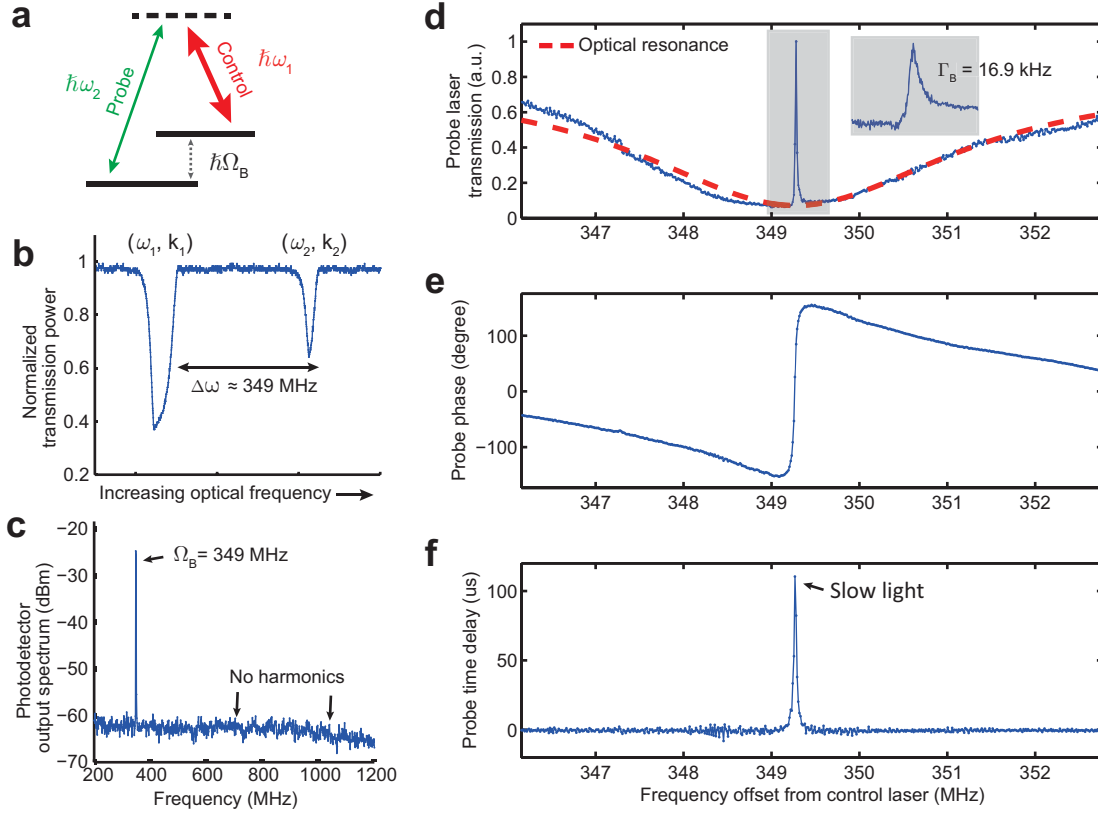 a
ħω₂
Probe
Control
ħω₁
ħΩ_B
b
(ω₁, k₁)
(ω₂, k₂)
Normalized
transmission power
1
0.8
0.6
0.4
0.2
Δω ≈ 349 MHz
Increasing optical frequency
c
Photodetector
output spectrum (dBm)
−20
−30
−40
−50
−60
−70
Ω_B= 349 MHz
No harmonics
200 400 600 800 1000 1200
Frequency (MHz)
d
Probe laser
transmission (a.u.)
1
0.8
0.6
0.4
0.2
0
Optical resonance
Γ_B = 16.9 kHz
347 348 349 350 351 352
e
Probe phase (degree)
100
0
−100
347 348 349 350 351 352
f
Probe time delay (us)
100
50
0
Slow light
347 348 349 350 351 352
Frequency offset from control laser (MHz)